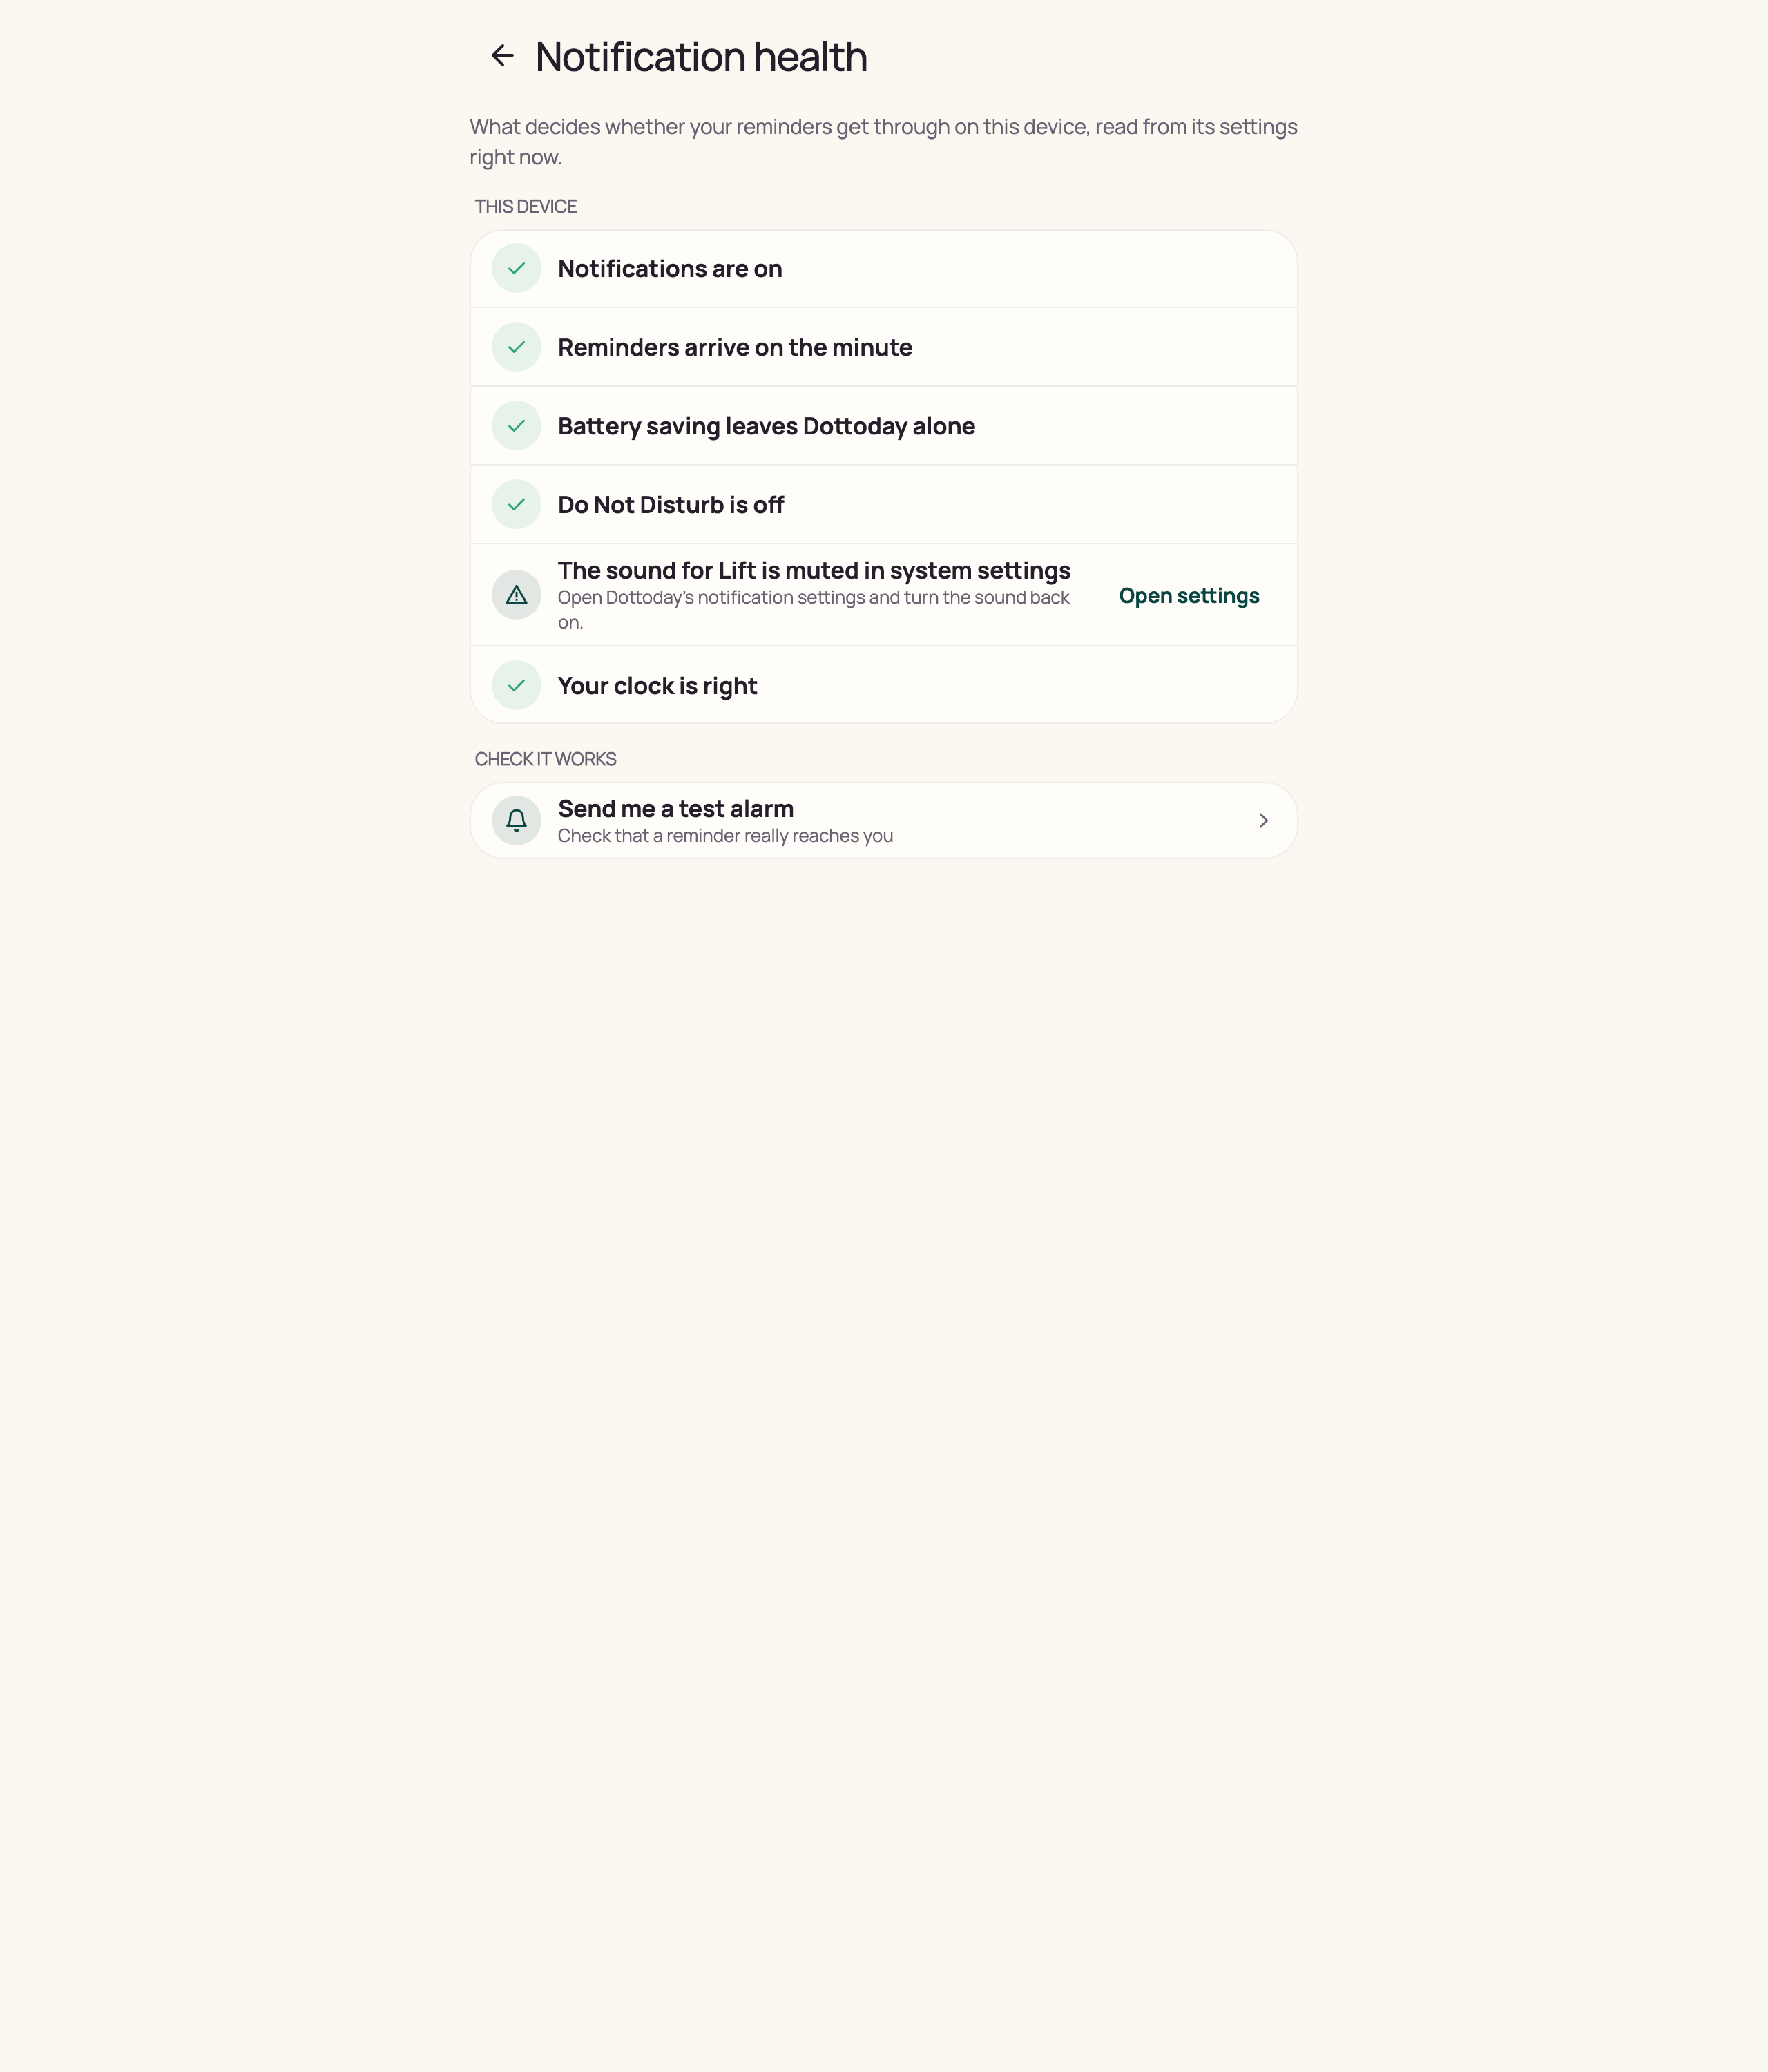 Notification health
What decides whether your reminders get through on this device, read from its settings
right now.
THIS DEVICE
Notifications are on
Reminders arrive on the minute
Battery saving leaves Dottoday alone
Do Not Disturb is off
The sound for Lift is muted in system settings
Open Dottoday's notification settings and turn the sound back
on.
Open settings
Your clock is right
CHECK IT WORKS
Send me a test alarm
Check that a reminder really reaches you